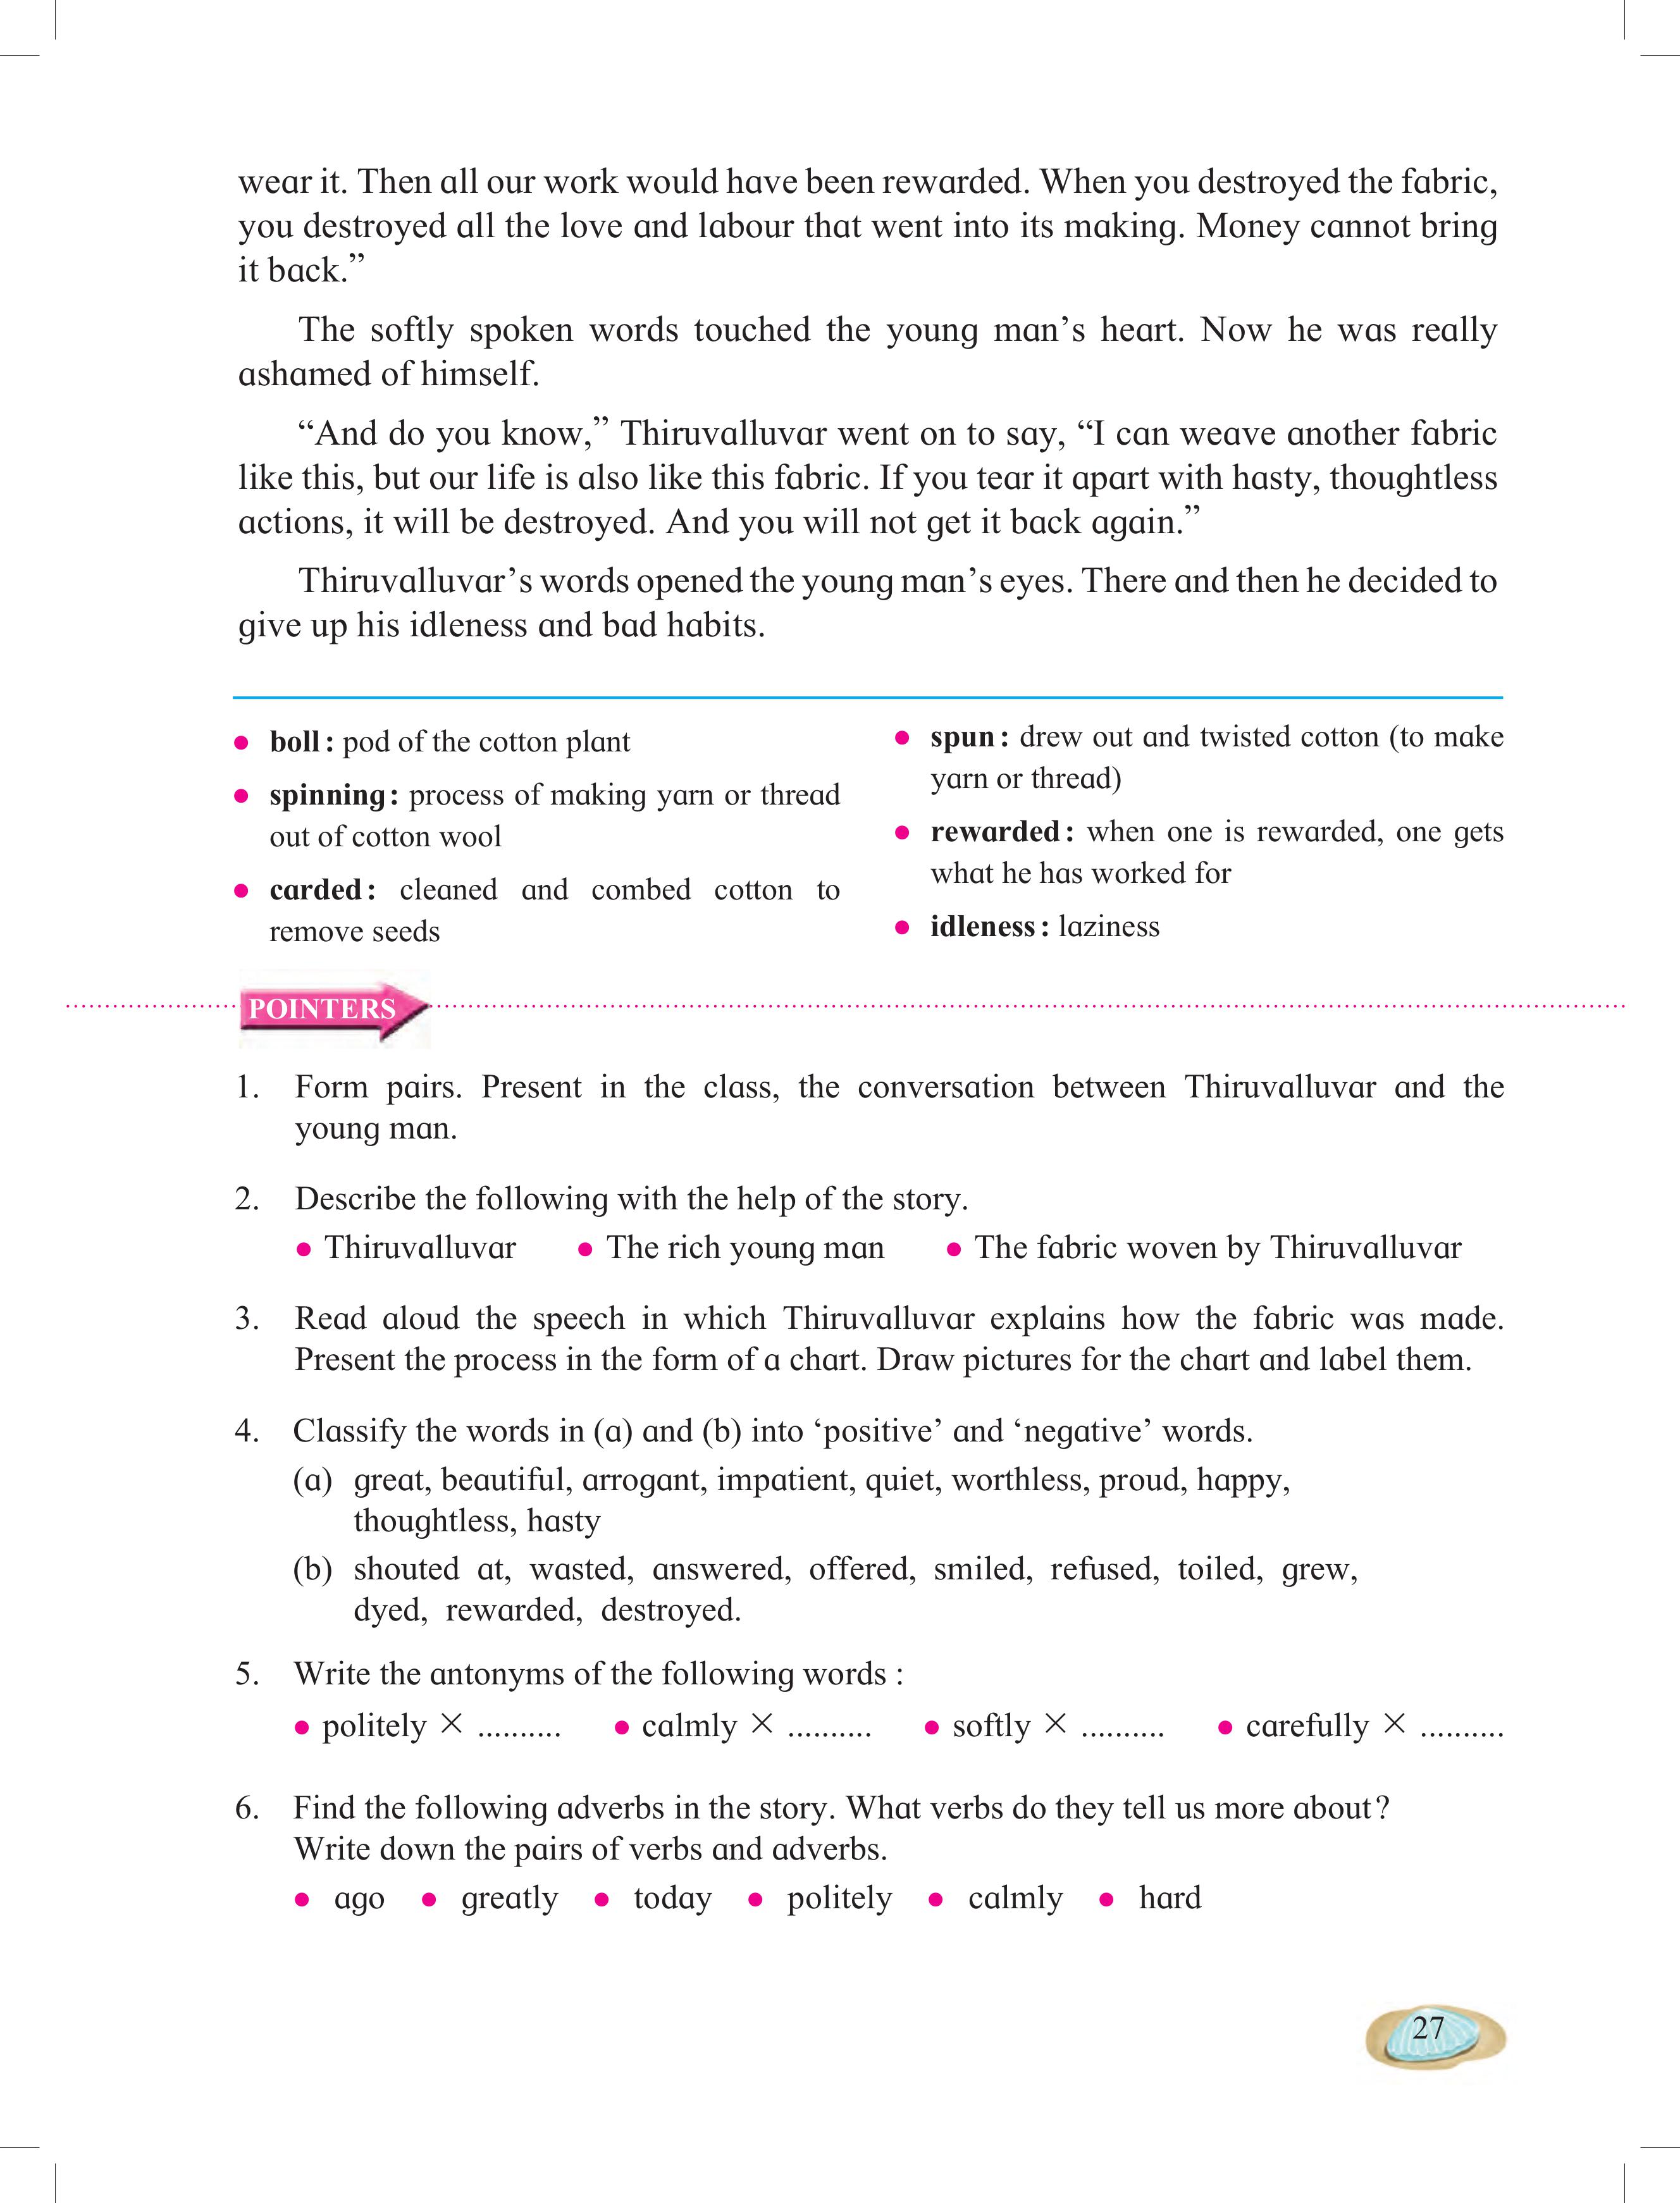 wear it. Then all our work would have been rewarded. When you destroyed the fabric,
you destroyed all the love and labour that went into its making. Money cannot bring
it back.”
The softly spoken words touched the young man’s heart. Now he was really
ashamed of himself.
“And do you know,” Thiruvalluvar went on to say, “I can weave another fabric
like this, but our life is also like this fabric. If you tear it apart with hasty, thoughtless
actions, it will be destroyed. And you will not get it back again.”
Thiruvalluvar’s words opened the young man’s eyes. There and then he decided to
give up his idleness and bad habits.
● boll : pod of the cotton plant
● spinning : process of making yarn or thread
out of cotton wool
● carded : cleaned and combed cotton to
remove seeds
● spun : drew out and twisted cotton (to make
yarn or thread)
● rewarded : when one is rewarded, one gets
what he has worked for
● idleness : laziness
POINTERS
1. Form pairs. Present in the class, the conversation between Thiruvalluvar and the
young man.
2. Describe the following with the help of the story.
● Thiruvalluvar ● The rich young man ● The fabric woven by Thiruvalluvar
3. Read aloud the speech in which Thiruvalluvar explains how the fabric was made.
Present the process in the form of a chart. Draw pictures for the chart and label them.
4. Classify the words in (a) and (b) into ‘positive’ and ‘negative’ words.
(a) great, beautiful, arrogant, impatient, quiet, worthless, proud, happy,
thoughtless, hasty
(b) shouted at, wasted, answered, offered, smiled, refused, toiled, grew,
dyed, rewarded, destroyed.
5. Write the antonyms of the following words :
● politely × .......... ● calmly × .......... ● softly × .......... ● carefully × ..........
6. Find the following adverbs in the story. What verbs do they tell us more about?
Write down the pairs of verbs and adverbs.
● ago ● greatly ● today ● politely ● calmly ● hard
27